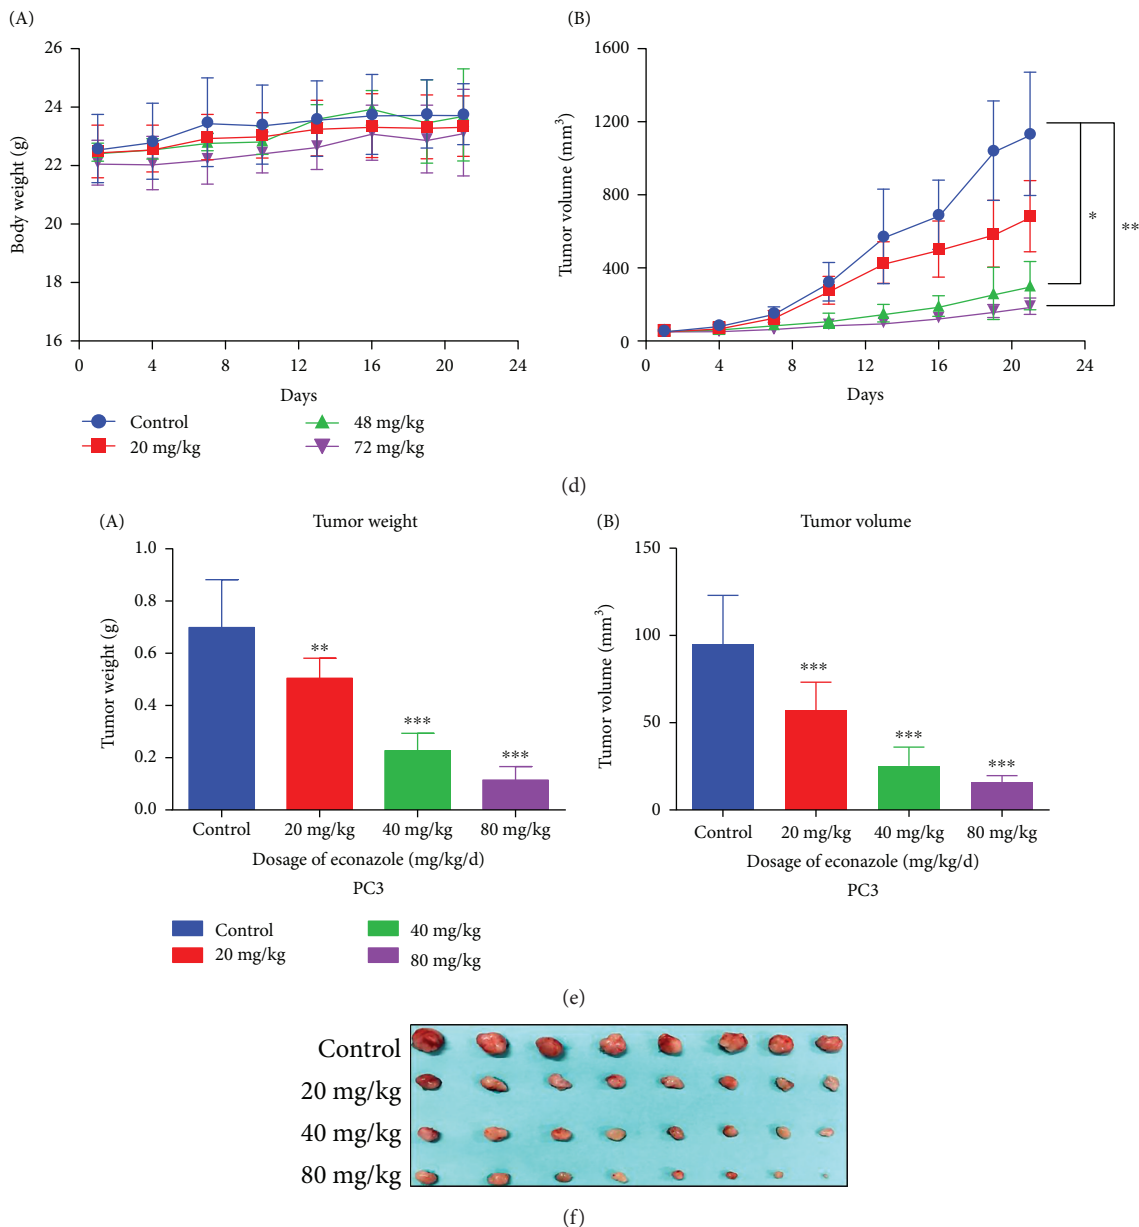 (A)
26
24
22
20
18
16
Body weight (g)
0 4 8 12 16 20 24
Days
Control
20 mg/kg
48 mg/kg
72 mg/kg
(B)
1600
1200
800
400
0
Tumor volume (mm³)
0 4 8 12 16 20 24
Days
*
**
(d)
(A)
Tumor weight
1.0
0.8
0.6
0.4
0.2
0.0
Tumor weight (g)
**
***
***
Control 20 mg/kg 40 mg/kg 80 mg/kg
Dosage of econazole (mg/kg/d)
PC3
(B)
Tumor volume
150
100
50
0
Tumor volume (mm³)
***
***
***
Control 20 mg/kg 40 mg/kg 80 mg/kg
Dosage of econazole (mg/kg/d)
PC3
Control
20 mg/kg
40 mg/kg
80 mg/kg
(e)
Control
20 mg/kg
40 mg/kg
80 mg/kg
(f)